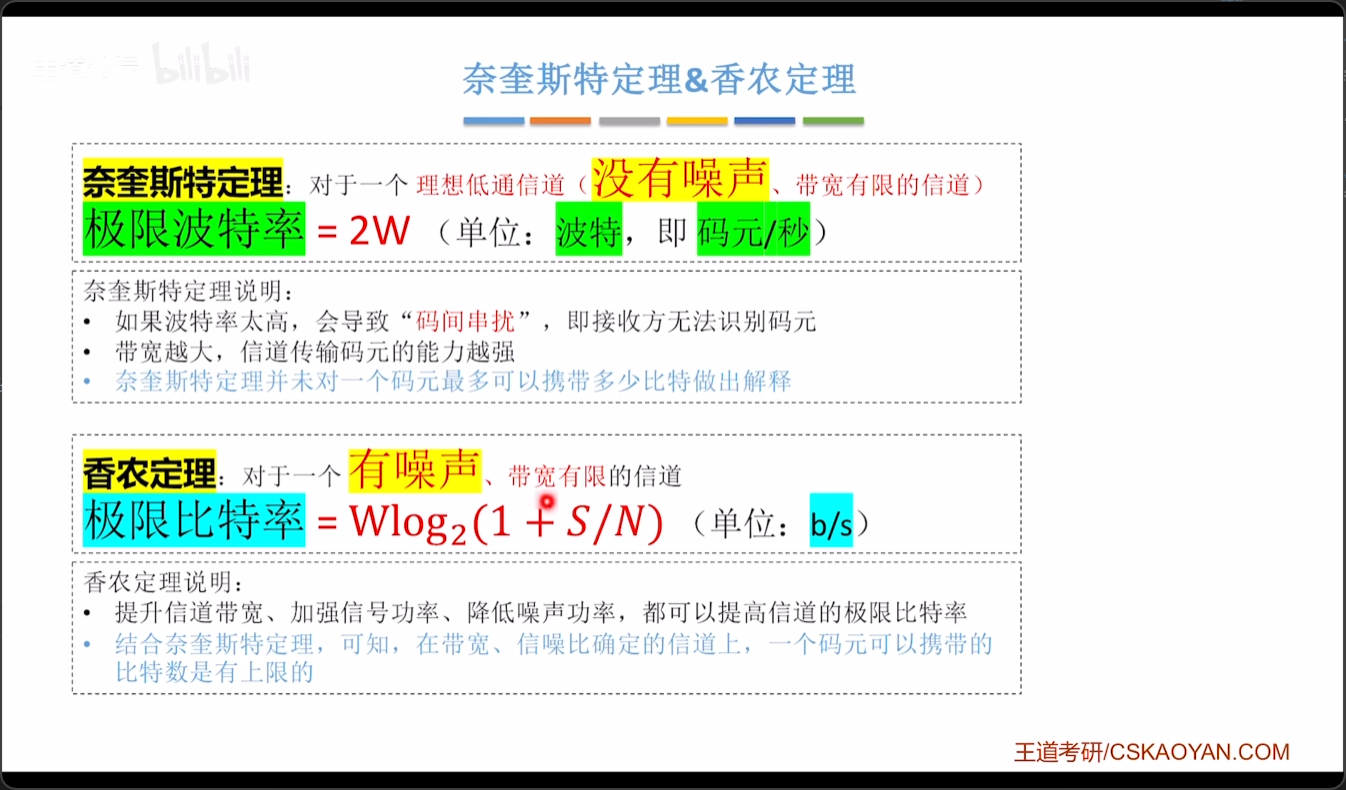 bilibili
奈奎斯特定理&香农定理
奈奎斯特定理：对于一个 理想低通信道（没有噪声、带宽有限的信道）
极限波特率 = 2W （单位：波特，即 码元/秒）
奈奎斯特定理说明：
• 如果波特率太高，会导致“码间串扰”，即接收方无法识别码元
• 带宽越大，信道传输码元的能力越强
• 奈奎斯特定理并未对一个码元最多可以携带多少比特做出解释
香农定理：对于一个 有噪声、带宽有限的信道
极限比特率 = Wlog₂(1 + S/N) （单位：b/s）
香农定理说明：
• 提升信道带宽、加强信号功率、降低噪声功率，都可以提高信道的极限比特率
• 结合奈奎斯特定理，可知，在带宽、信噪比确定的信道上，一个码元可以携带的
比特数是有上限的
王道考研/CSKAOYAN.COM